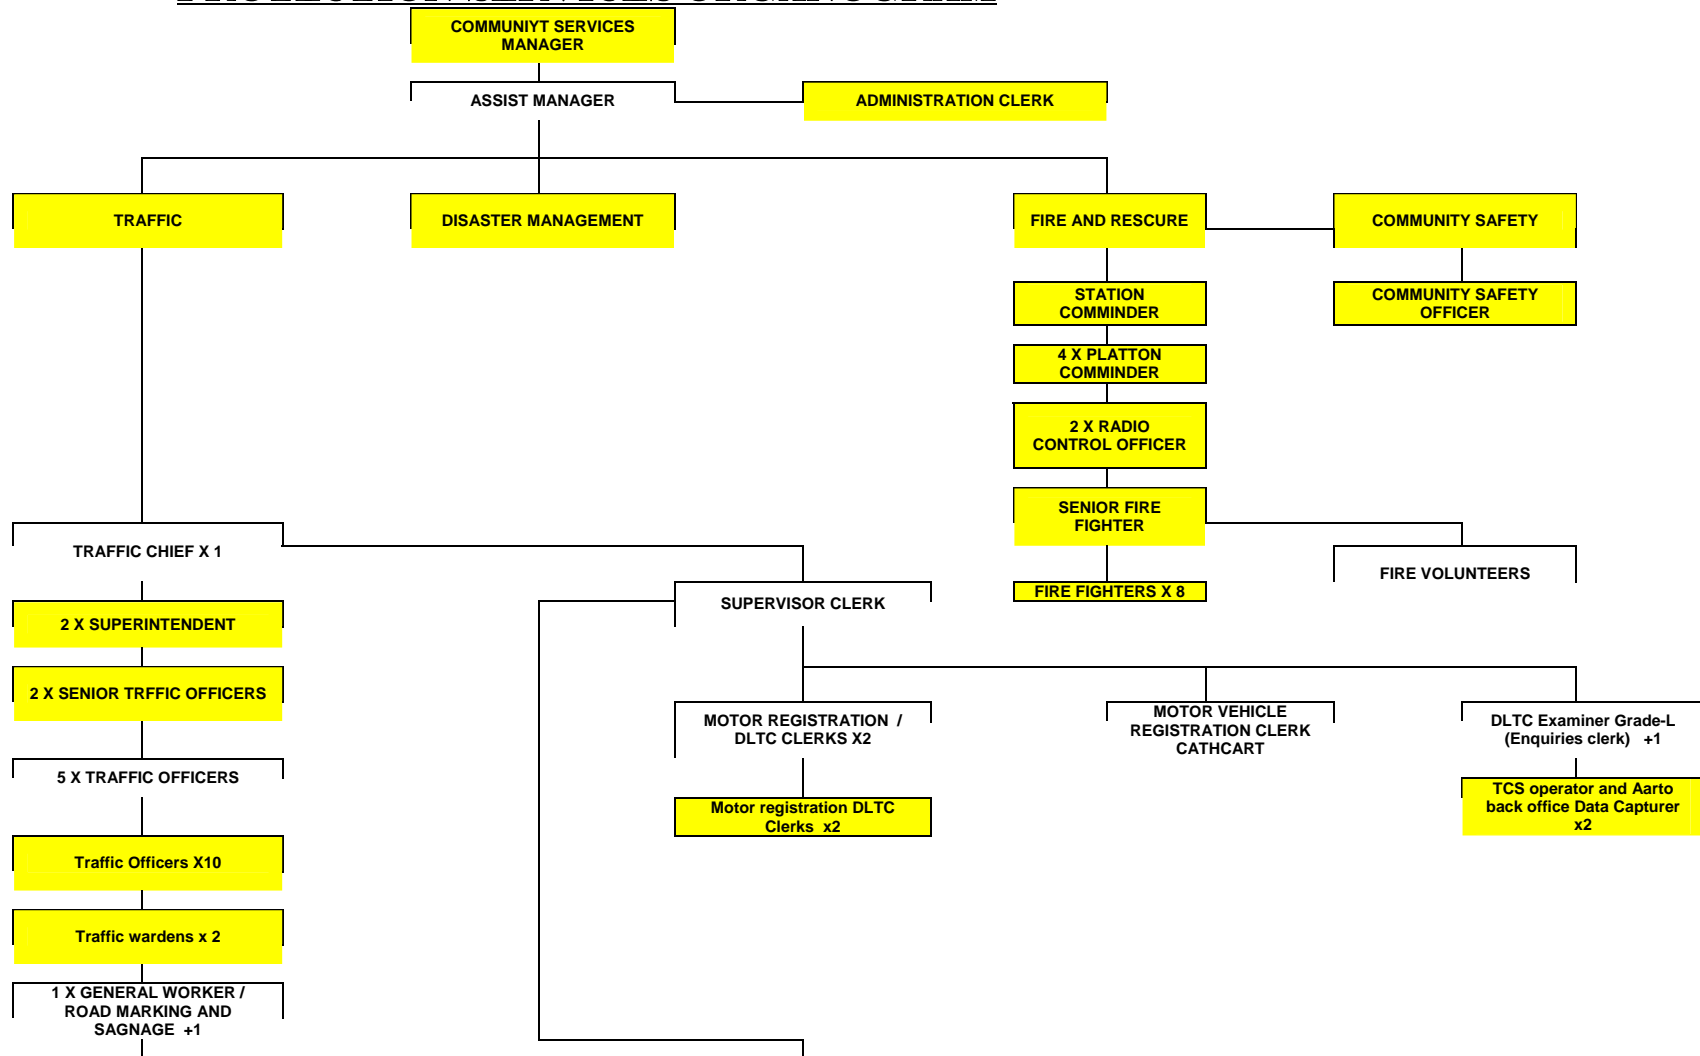 PROTECTION SERVICES ORGANOGRAM
COMMUNIYT SERVICES
MANAGER
ASSIST MANAGER
ADMINISTRATION CLERK
TRAFFIC
DISASTER MANAGEMENT
FIRE AND RESCURE
COMMUNITY SAFETY
STATION
COMMINDER
COMMUNITY SAFETY
OFFICER
4 X PLATTON
COMMINDER
2 X RADIO
CONTROL OFFICER
SENIOR FIRE
FIGHTER
TRAFFIC CHIEF X 1
FIRE VOLUNTEERS
FIRE FIGHTERS X 8
SUPERVISOR CLERK
2 X SUPERINTENDENT
2 X SENIOR TRFFIC OFFICERS
MOTOR REGISTRATION /
DLTC CLERKS X2
MOTOR VEHICLE
REGISTRATION CLERK
CATHCART
DLTC Examiner Grade-L
(Enquiries clerk) +1
5 X TRAFFIC OFFICERS
Motor registration DLTC
Clerks x2
TCS operator and Aarto
back office Data Capturer
x2
Traffic Officers X10
Traffic wardens x 2
1 X GENERAL WORKER /
ROAD MARKING AND
SAGNAGE +1